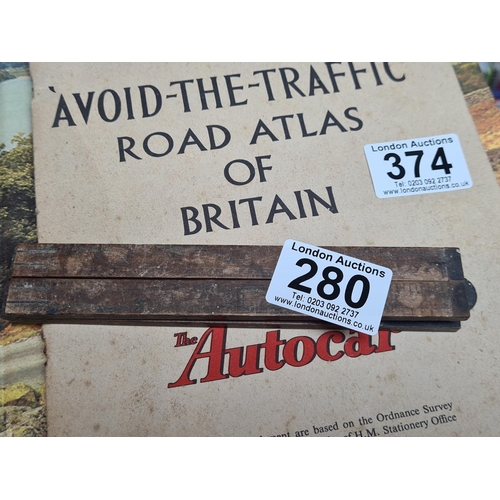 'AVOID-THE-TRAFFIC'
ROAD ATLAS
OF
BRITAIN
London Auctions
374
Tel: 0203 092 2737
www.londonauctions.co.uk
London Auctions
280
Tel: 0203 092 2737
www.londonauctions.co.uk
The Autocar
are based on the Ordnance Survey
of H.M. Stationery Office